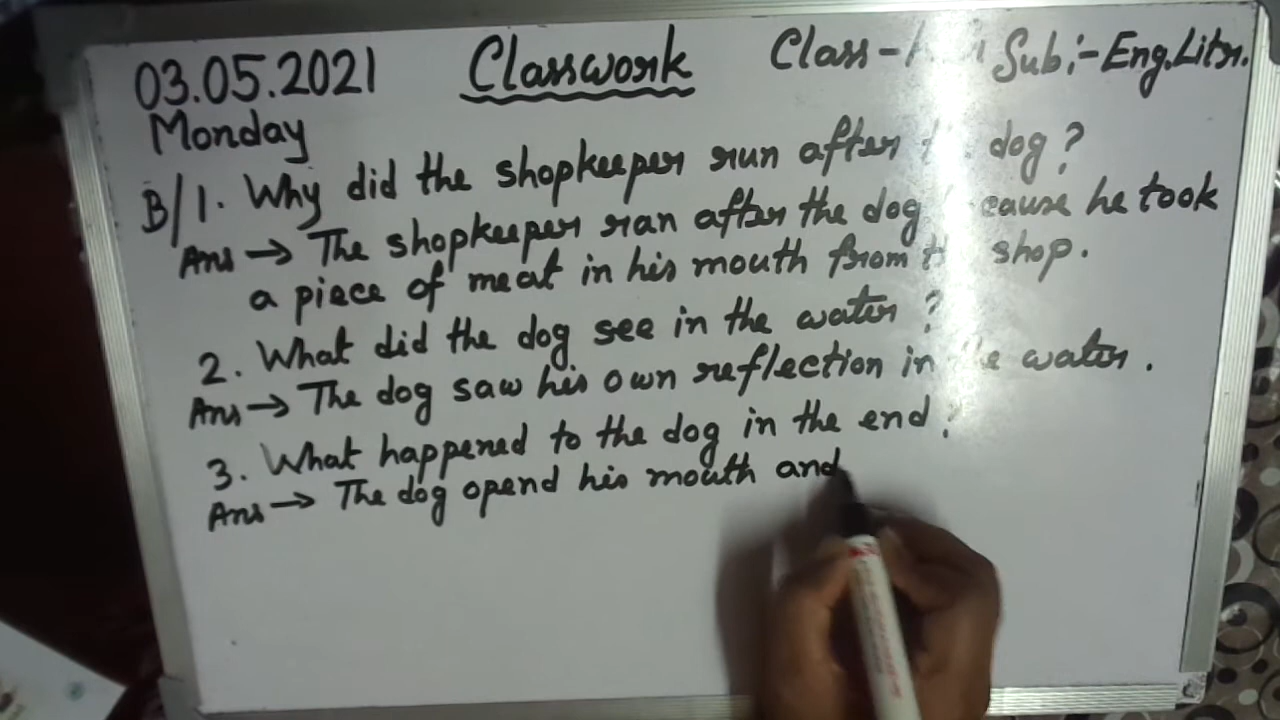 03.05.2021 Classwork Class- Sub:-Eng.Litr.
Monday
B/1. Why did the shopkeeper run after dog?
Ans → The shopkeeper ran after the dog because he took
a piece of meat in his mouth from the shop.
2. What did the dog see in the water?
Ans → The dog saw his own reflection in the water.
3. What happened to the dog in the end?
Ans → The dog opend his mouth and